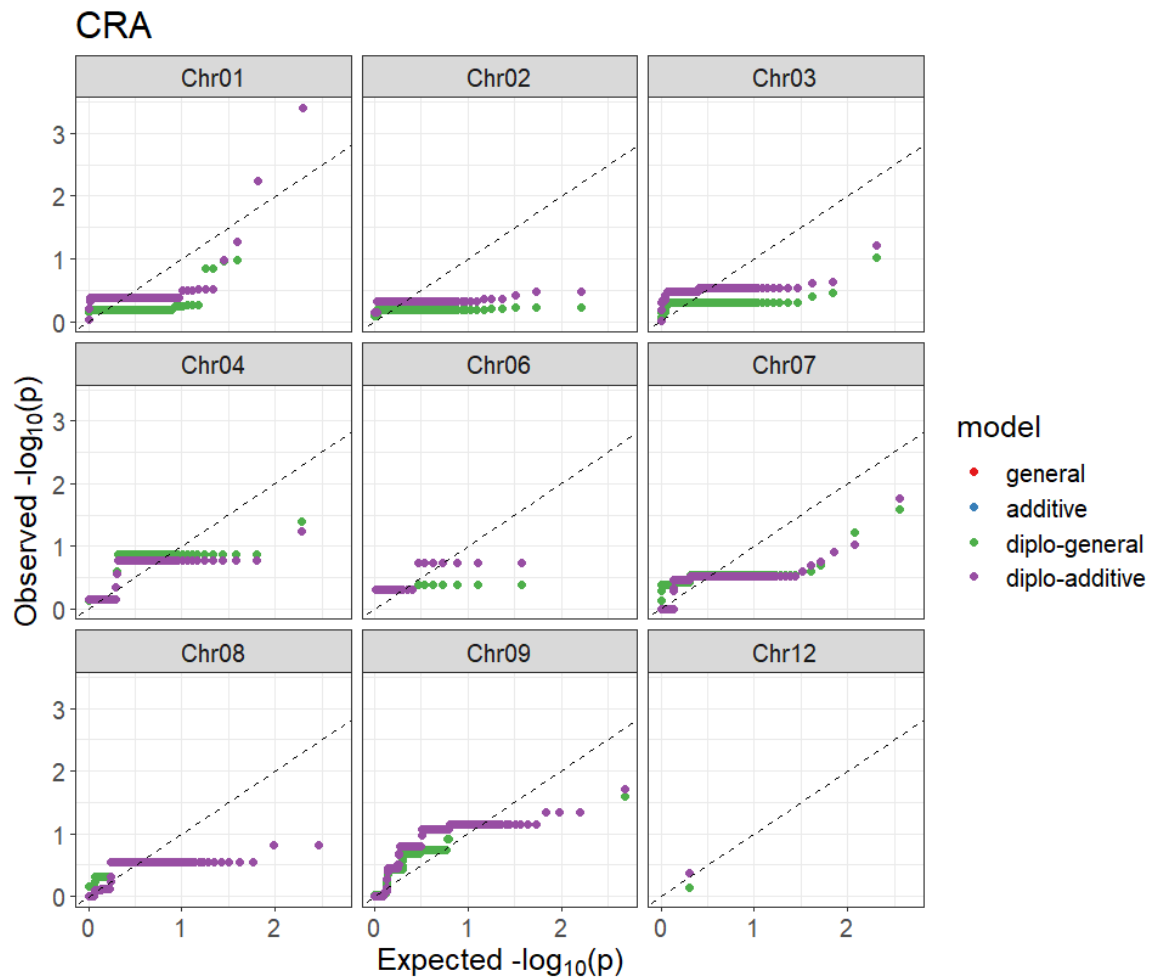 CRA
Chr01 Chr02 Chr03
3
2
1
0
Chr04 Chr06 Chr07
3
2
1
0
Chr08 Chr09 Chr12
3
2
1
0
0 1 2 0 1 2 0 1 2
Expected -log10(p)
Observed -log10(p)
model
general
additive
diplo-general
diplo-additive